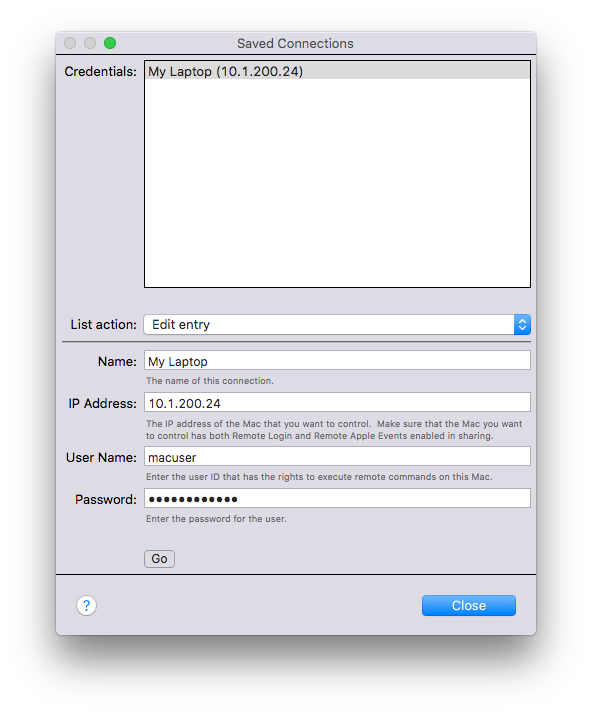 Saved Connections
Credentials: My Laptop (10.1.200.24)
List action: Edit entry
Name: My Laptop
The name of this connection.
IP Address: 10.1.200.24
The IP address of the Mac that you want to control. Make sure that the Mac you want
to control has both Remote Login and Remote Apple Events enabled in sharing.
User Name: macuser
Enter the user ID that has the rights to execute remote commands on this Mac.
Password: ●●●●●●●●●●●●
Enter the password for the user.
Go
? Close